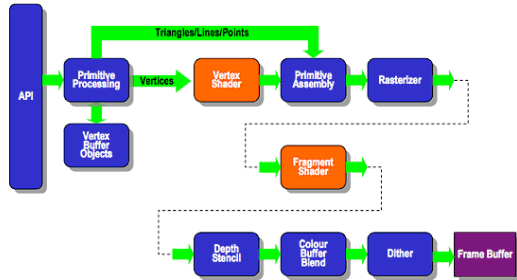 Triangles/Lines/Points
API
Primitive
Processing
Vertices
Vertex
Shader
Primitive
Assembly
Rasterizer
Vertex
Buffer
Objects
Fragment
Shader
Depth
Stencil
Colour
Buffer
Blend
Dither
Frame Buffer